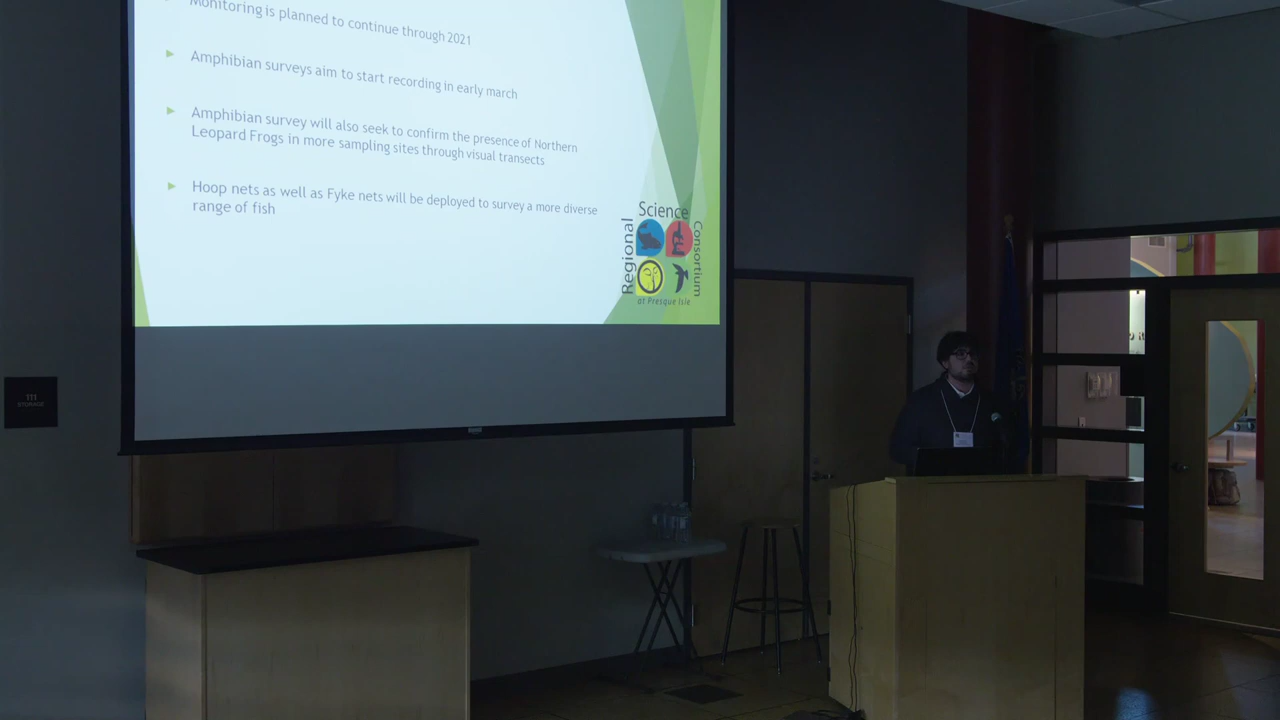 Monitoring is planned to continue through 2021
Amphibian surveys aim to start recording in early march
Amphibian survey will also seek to confirm the presence of Northern
Leopard Frogs in more sampling sites through visual transects
Hoop nets as well as Fyke nets will be deployed to survey a more diverse
range of fish
Regional
Science
Consortium
at Presque Isle
111
STORAGE